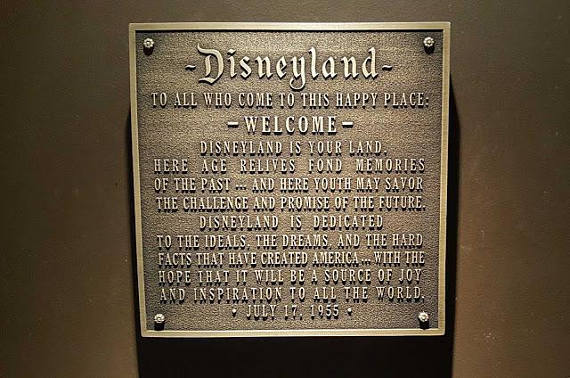 ~Disneyland~
TO ALL WHO COME TO THIS HAPPY PLACE:
–WELCOME–
DISNEYLAND IS YOUR LAND.
HERE AGE RELIVES FOND MEMORIES
OF THE PAST ... AND HERE YOUTH MAY SAVOR
THE CHALLENGE AND PROMISE OF THE FUTURE.
DISNEYLAND IS DEDICATED
TO THE IDEALS, THE DREAMS, AND THE HARD
FACTS THAT HAVE CREATED AMERICA ... WITH THE
HOPE THAT IT WILL BE A SOURCE OF JOY
AND INSPIRATION TO ALL THE WORLD.
• JULY 17, 1955 •